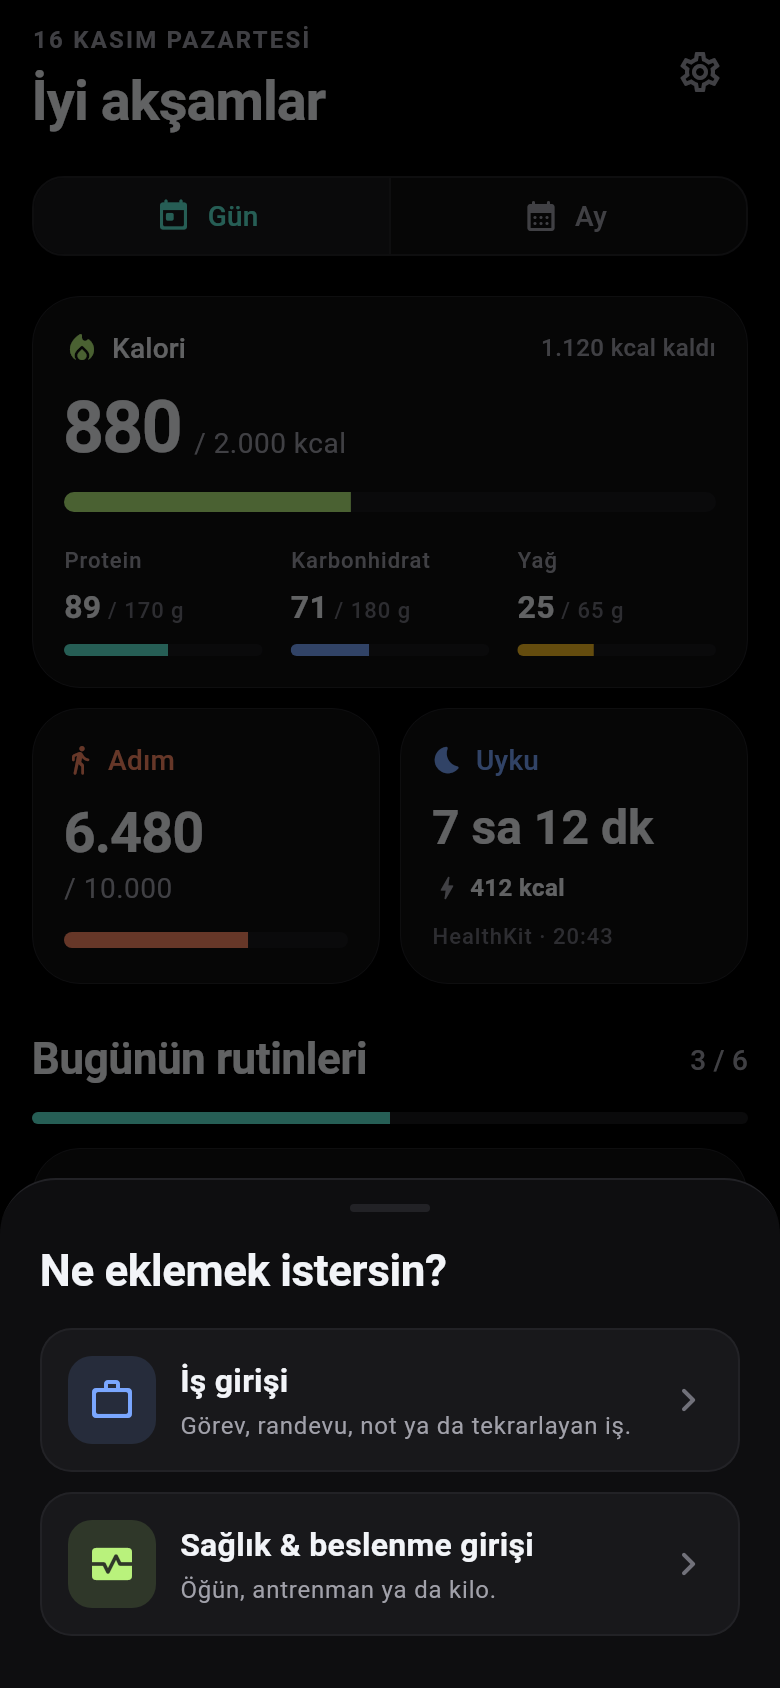 16 KASIM PAZARTESİ
İyi akşamlar
Gün
Ay
Kalori
1.120 kcal kaldı
880 / 2.000 kcal
Protein
Karbonhidrat
Yağ
89 / 170 g
71 / 180 g
25 / 65 g
Adım
Uyku
6.480
7 sa 12 dk
/ 10.000
412 kcal
HealthKit · 20:43
Bugünün rutinleri
3 / 6
Ne eklemek istersin?
İş girişi
Görev, randevu, not ya da tekrarlayan iş.
Sağlık & beslenme girişi
Öğün, antrenman ya da kilo.